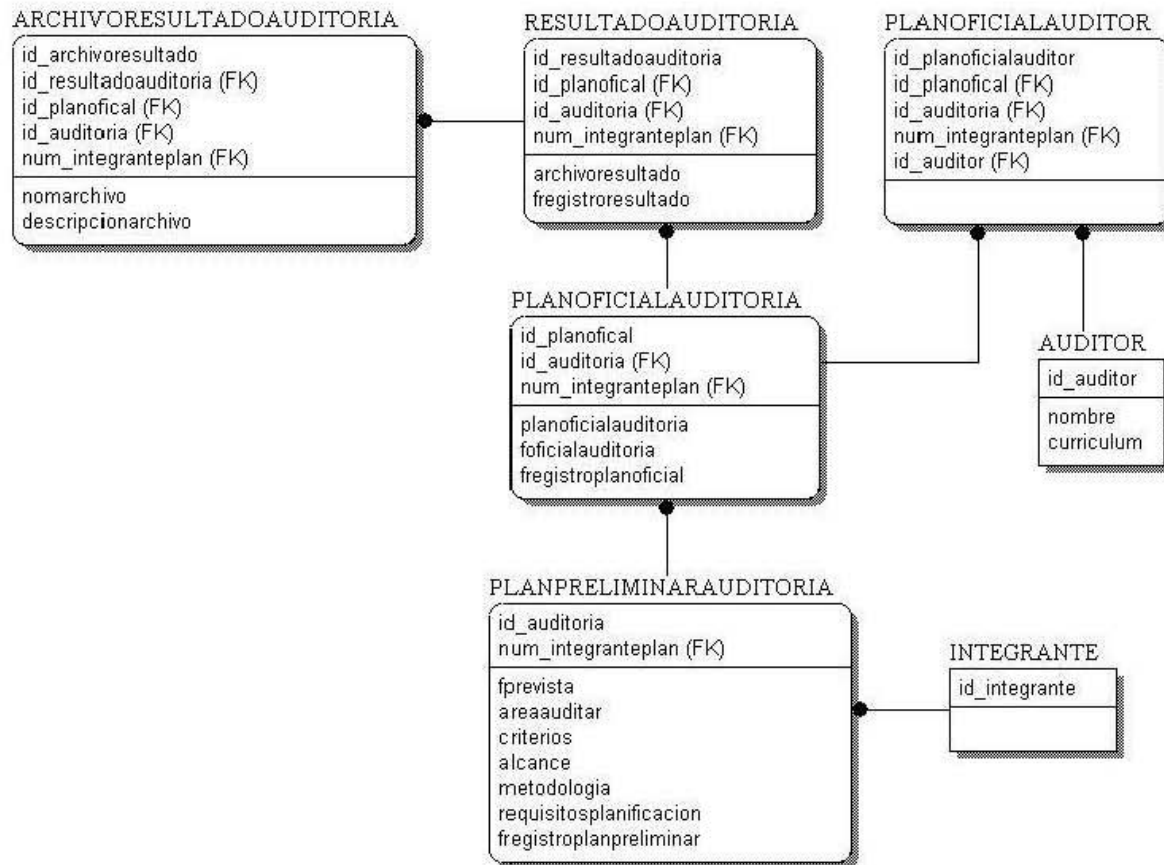 ARCHIVORESULTADOAUDITORIA
id_archivoresultado
id_resultadoauditoria (FK)
id_planofical (FK)
id_auditoria (FK)
num_integranteplan (FK)
nomarchivo
descripcionarchivo
RESULTADOAUDITORIA
id_resultadoauditoria
id_planofical (FK)
id_auditoria (FK)
num_integranteplan (FK)
archivoresultado
fregistroresultado
PLANOFICIALAUDITOR
id_planoficialauditor
id_planofical (FK)
id_auditoria (FK)
num_integranteplan (FK)
id_auditor (FK)
PLANOFICIALAUDITORIA
id_planofical
id_auditoria (FK)
num_integranteplan (FK)
planoficialauditoria
foficialauditoria
fregistroplanoficial
AUDITOR
id_auditor
nombre
curriculum
PLANPRELIMINARAUDITORIA
id_auditoria
num_integranteplan (FK)
fprevista
areaauditar
criterios
alcance
metodologia
requisitosplanificacion
fregistroplanpreliminar
INTEGRANTE
id_integrante